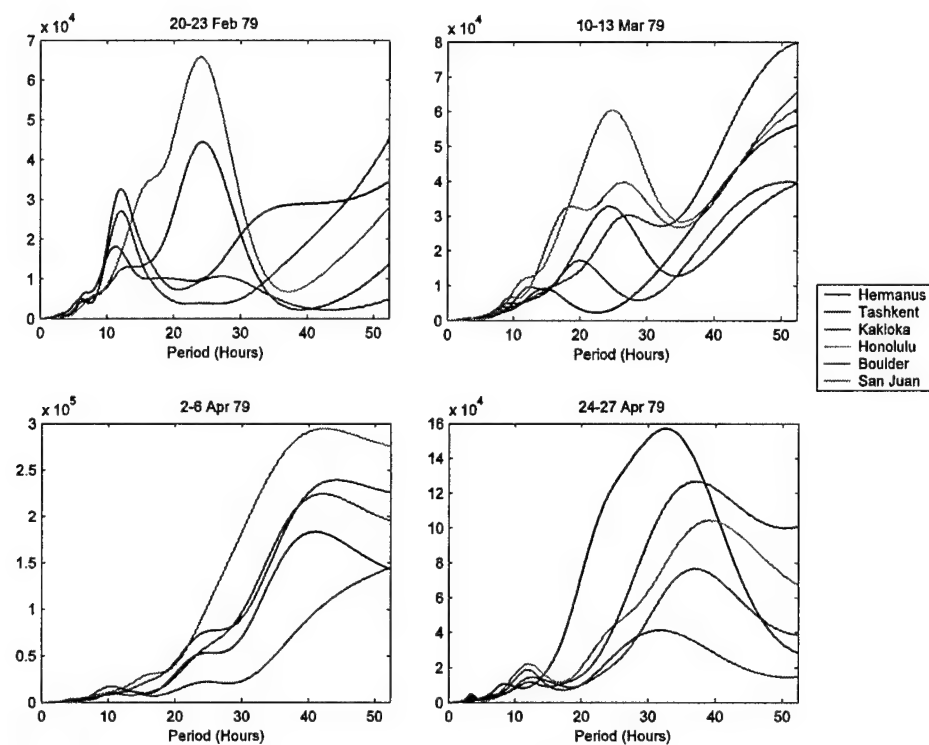 20-23 Feb 79
x 10^4
7
6
5
4
3
2
1
0
0 10 20 30 40 50
Period (Hours)
10-13 Mar 79
x 10^4
8
7
6
5
4
3
2
1
0
0 10 20 30 40 50
Period (Hours)
Hermanus
Tashkent
Kakioka
Honolulu
Boulder
San Juan
2-6 Apr 79
x 10^5
3
2.5
2
1.5
1
0.5
0
0 10 20 30 40 50
Period (Hours)
24-27 Apr 79
x 10^4
16
14
12
10
8
6
4
2
0
0 10 20 30 40 50
Period (Hours)